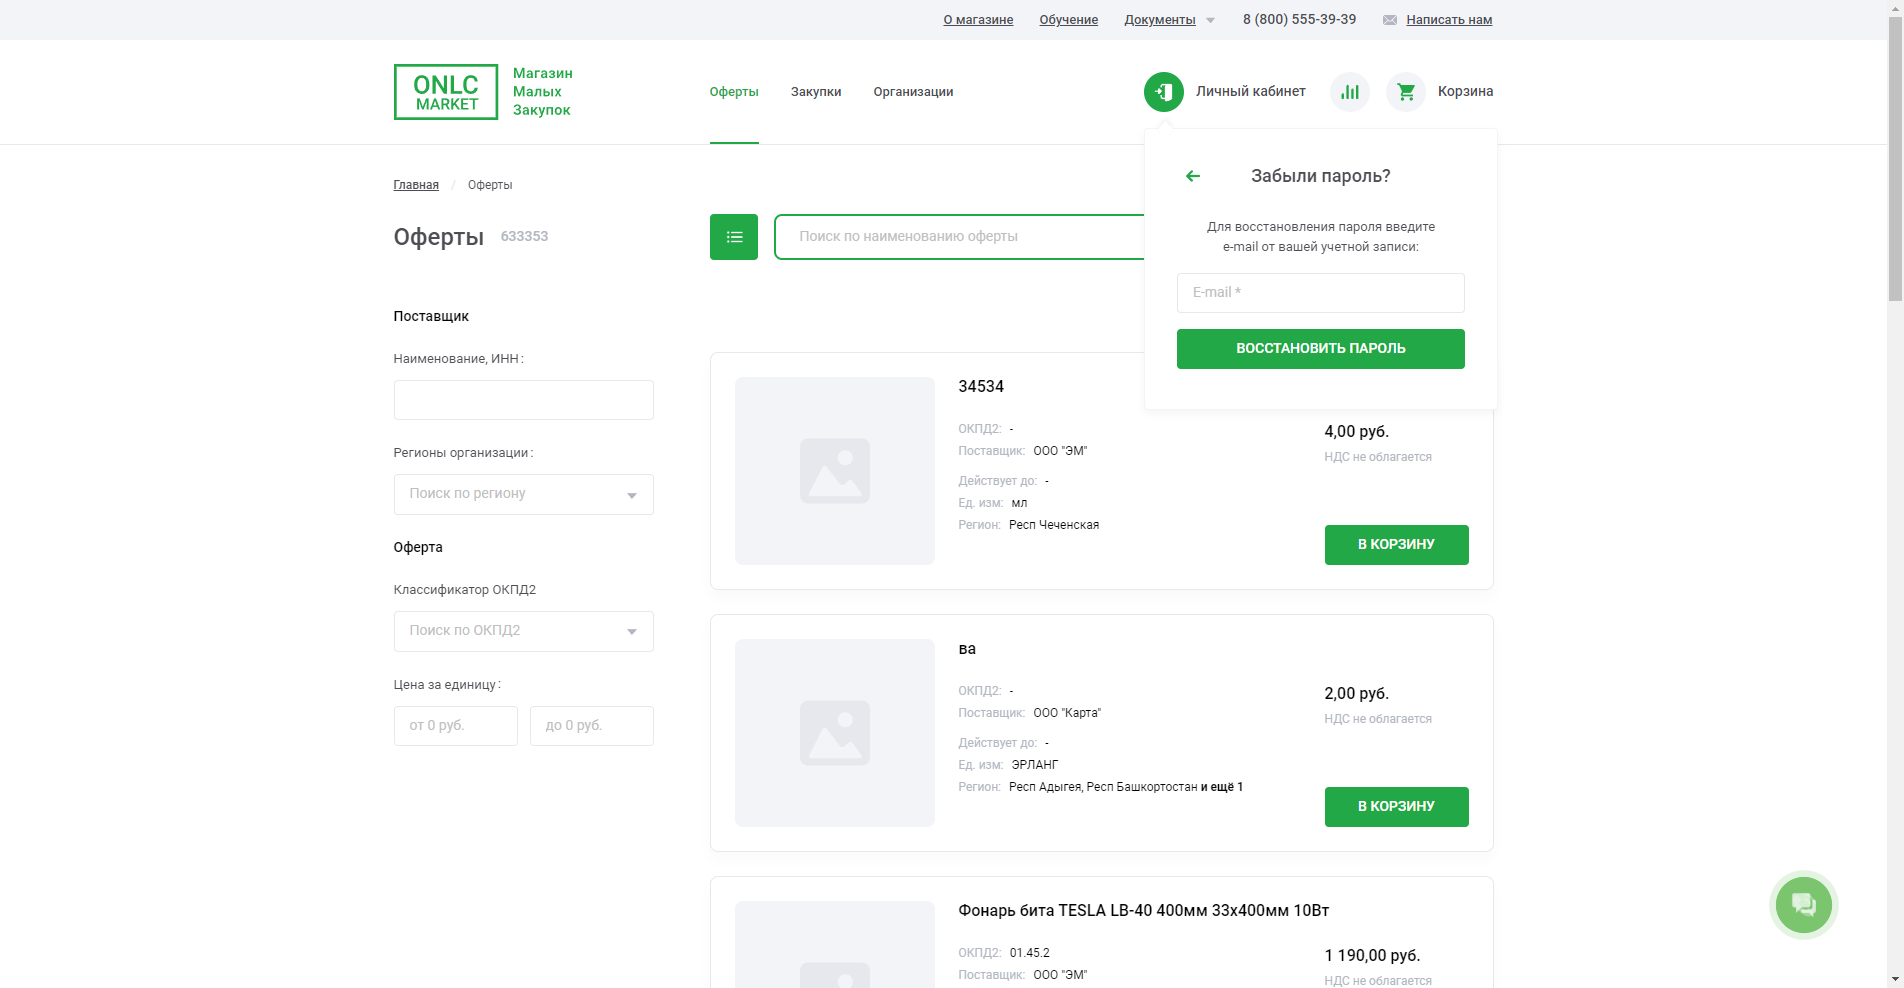 О магазине
Обучение
Документы
8 (800) 555-39-39
Написать нам
ONLC
MARKET
Магазин
Малых
Закупок
Оферты
Закупки
Организации
Личный кабинет
Корзина
Главная / Оферты
Оферты 633353
Поиск по наименованию оферты
Забыли пароль?
Для восстановления пароля введите
e-mail от вашей учетной записи:
E-mail *
ВОССТАНОВИТЬ ПАРОЛЬ
Поставщик
Наименование, ИНН:
Регионы организации:
Поиск по региону
Оферта
Классификатор ОКПД2
Поиск по ОКПД2
Цена за единицу:
от 0 руб.
до 0 руб.
34534
ОКПД2: -
Поставщик: ООО "ЭМ"
Действует до: -
Ед. изм: мл
Регион: Респ Чеченская
4,00 руб.
НДС не облагается
В КОРЗИНУ
ва
ОКПД2: -
Поставщик: ООО "Карта"
Действует до: -
Ед. изм: ЭРЛАНГ
Регион: Респ Адыгея, Респ Башкортостан и ещё 1
2,00 руб.
НДС не облагается
В КОРЗИНУ
Фонарь бита TESLA LB-40 400мм 33х400мм 10Вт
ОКПД2: 01.45.2
Поставщик: ООО "ЭМ"
1 190,00 руб.
НДС не облагается